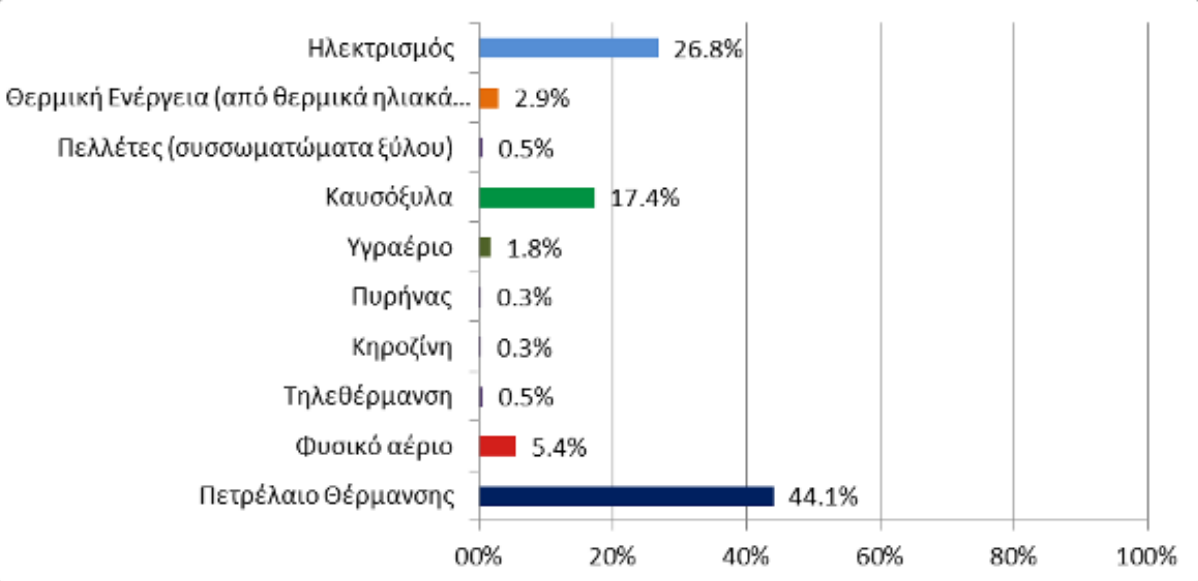 Ηλεκτρισμός 26.8%
Θερμική Ενέργεια (από θερμικά ηλιακά... 2.9%
Πελλέτες (συσσωματώματα ξύλου) 0.5%
Καυσόξυλα 17.4%
Υγραέριο 1.8%
Πυρήνας 0.3%
Κηροζίνη 0.3%
Τηλεθέρμανση 0.5%
Φυσικό αέριο 5.4%
Πετρέλαιο Θέρμανσης 44.1%
00% 20% 40% 60% 80% 100%